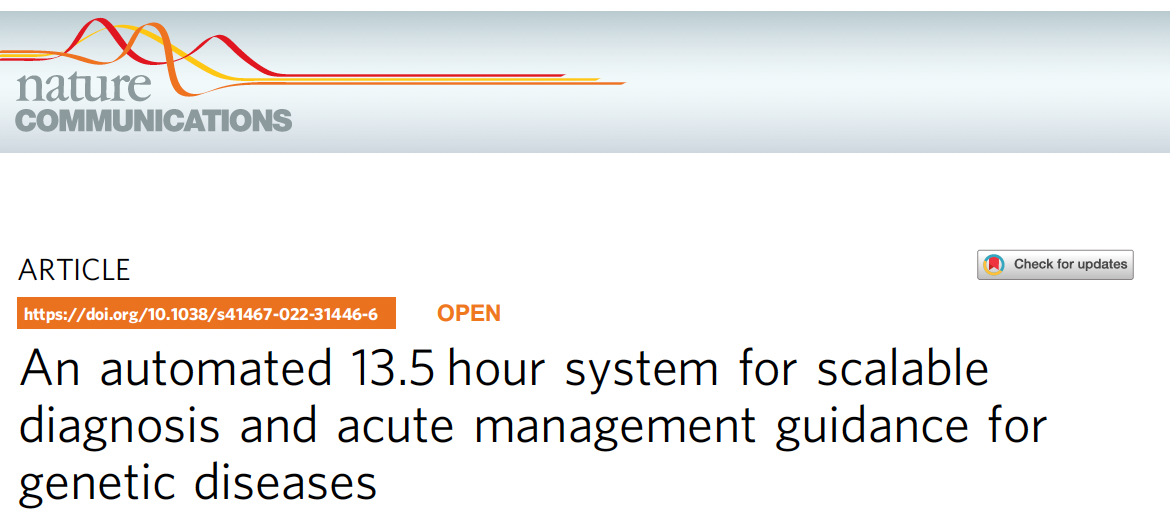 nature
COMMUNICATIONS
ARTICLE
Check for updates
https://doi.org/10.1038/s41467-022-31446-6
OPEN
An automated 13.5 hour system for scalable
diagnosis and acute management guidance for
genetic diseases